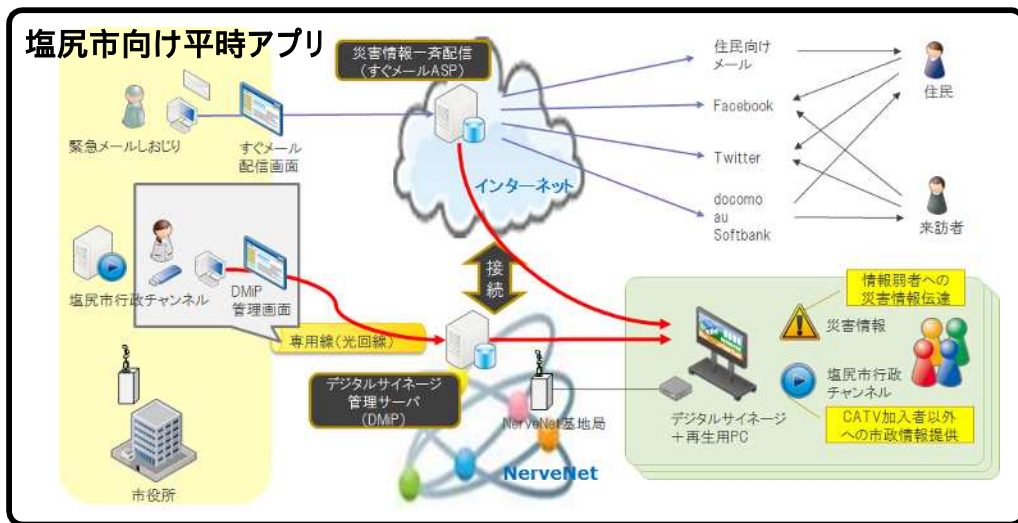 塩尻市向け平時アプリ
災害情報一斉配信
(すぐメールASP)
住民向け
メール
住民
Facebook
緊急メールしおじり
すぐメール
配信画面
インターネット
Twitter
docomo
au
Softbank
来訪者
接続
塩尻市行政チャンネル
DMiP
管理画面
専用線(光回線)
デジタルサイネージ
管理サーバ
(DMiP)
NerveNet基地局
NerveNet
市役所
情報弱者への
災害情報伝達
災害情報
塩尻市行政
チャンネル
デジタルサイネージ
+再生用PC
CATV加入者以外
への市政情報提供